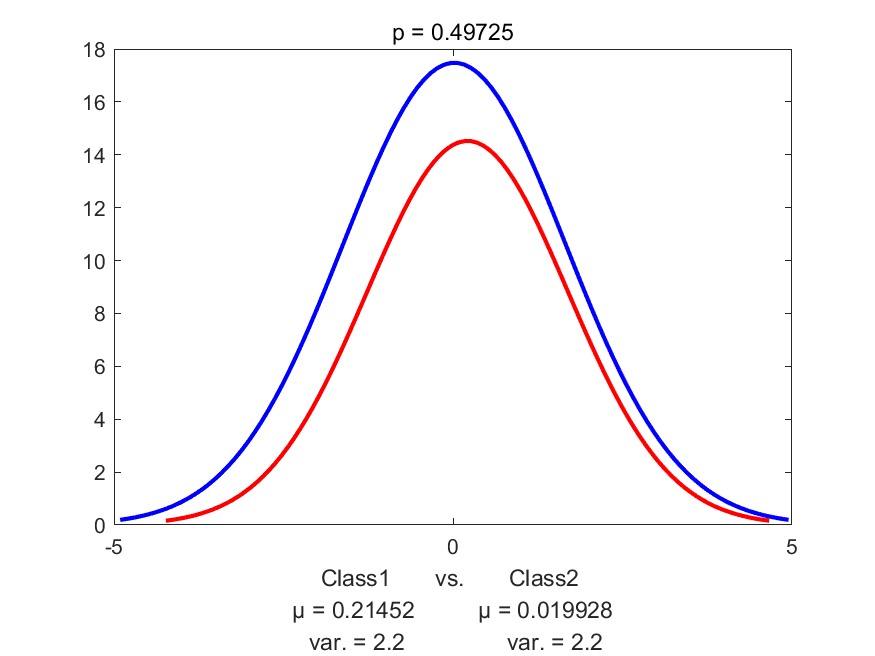 p = 0.49725
18
16
14
12
10
8
6
4
2
0
-5 0 5
Class1 vs. Class2
μ = 0.21452 μ = 0.019928
var. = 2.2 var. = 2.2